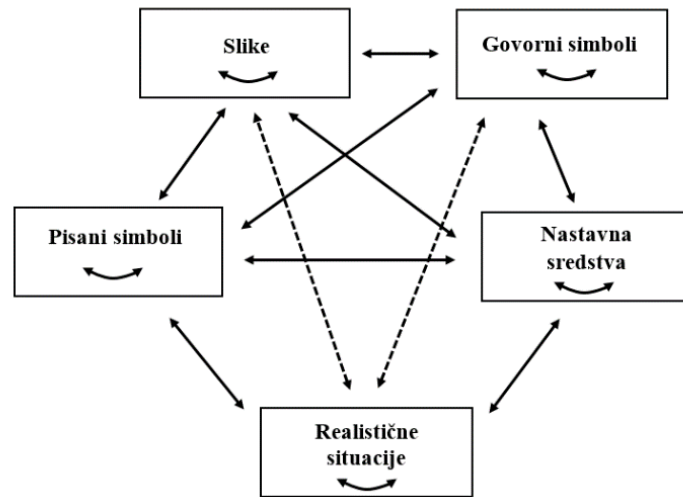 Slike
Govorni simboli
Pisani simboli
Nastavna
sredstva
Realistične
situacije